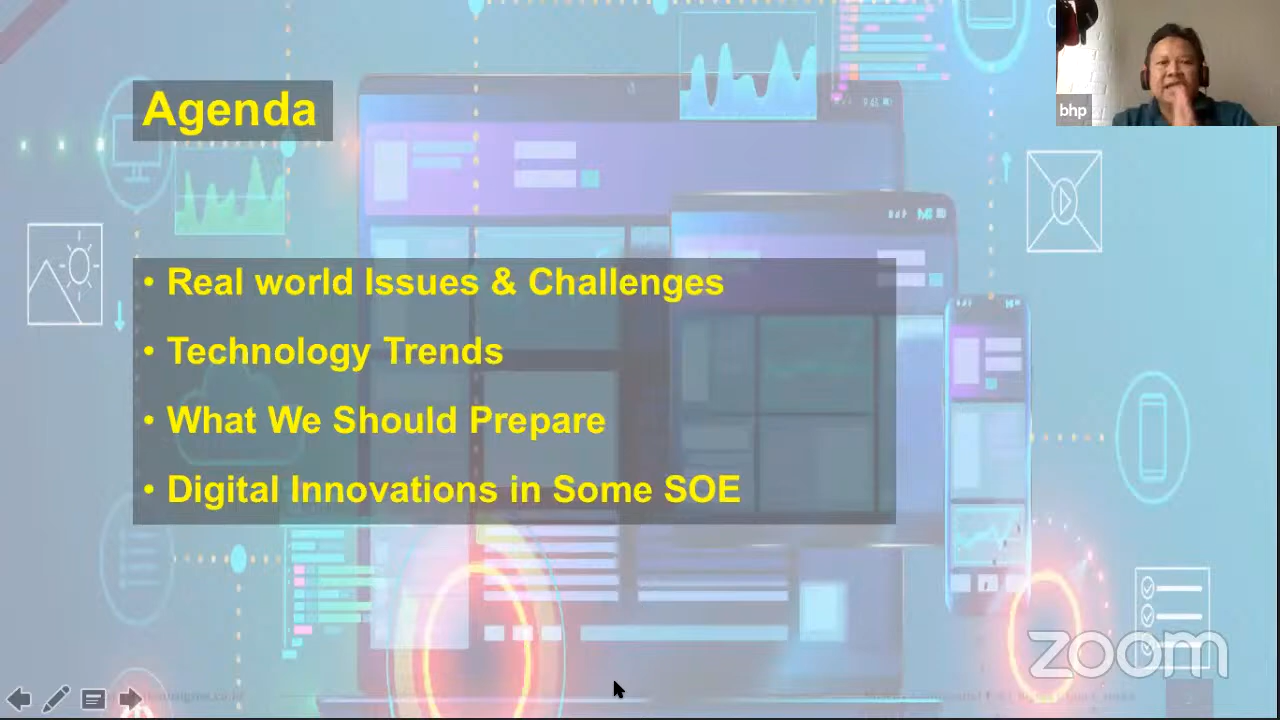 Agenda
bhp
• Real world Issues & Challenges
• Technology Trends
• What We Should Prepare
• Digital Innovations in Some SOE
zoom